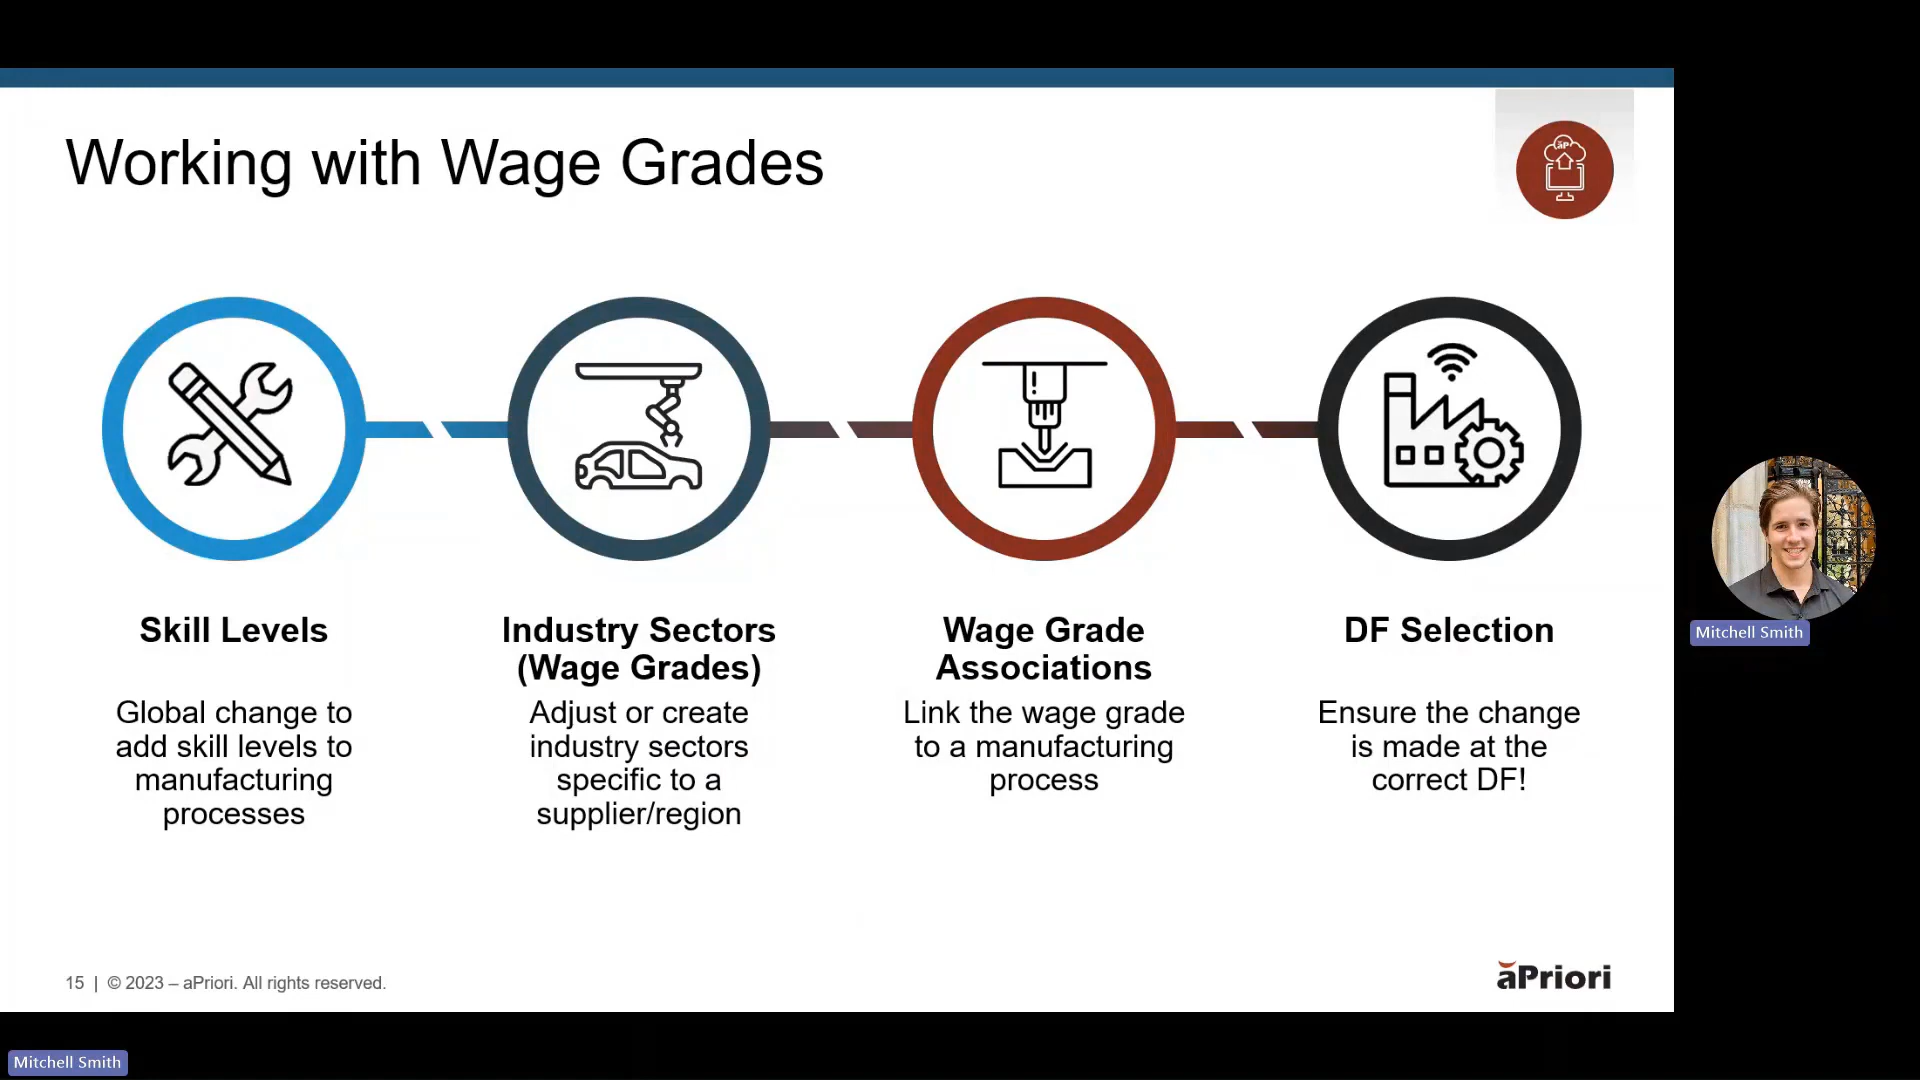 Working with Wage Grades
aP
Skill Levels
Global change to
add skill levels to
manufacturing
processes
Industry Sectors
(Wage Grades)
Adjust or create
industry sectors
specific to a
supplier/region
Wage Grade
Associations
Link the wage grade
to a manufacturing
process
DF Selection
Ensure the change
is made at the
correct DF!
Mitchell Smith
15 | © 2023 – aPriori. All rights reserved.
aPriori
Mitchell Smith